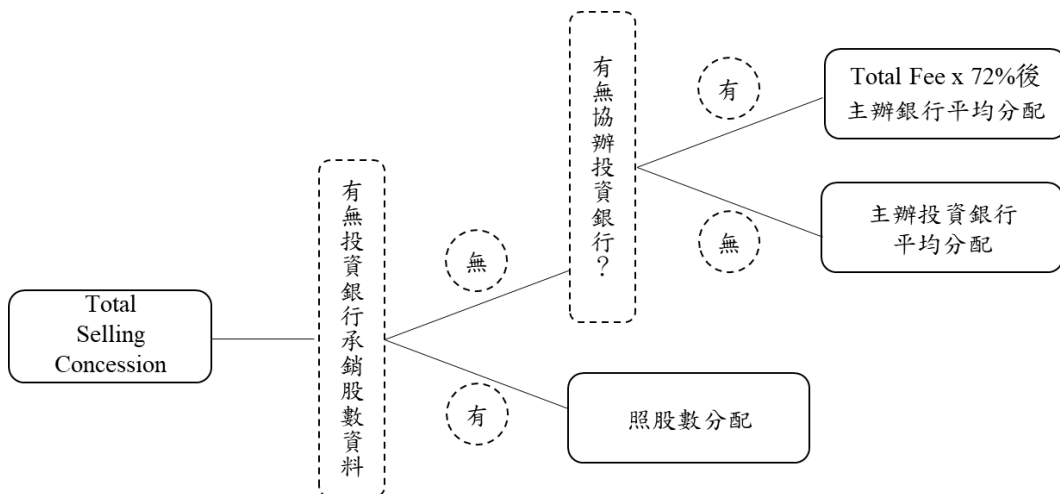 Total
Selling
Concession
有無投資銀行承銷股數資料
無
有
有無協辦投資銀行？
有
無
Total Fee x 72%後
主辦銀行平均分配
主辦投資銀行
平均分配
照股數分配